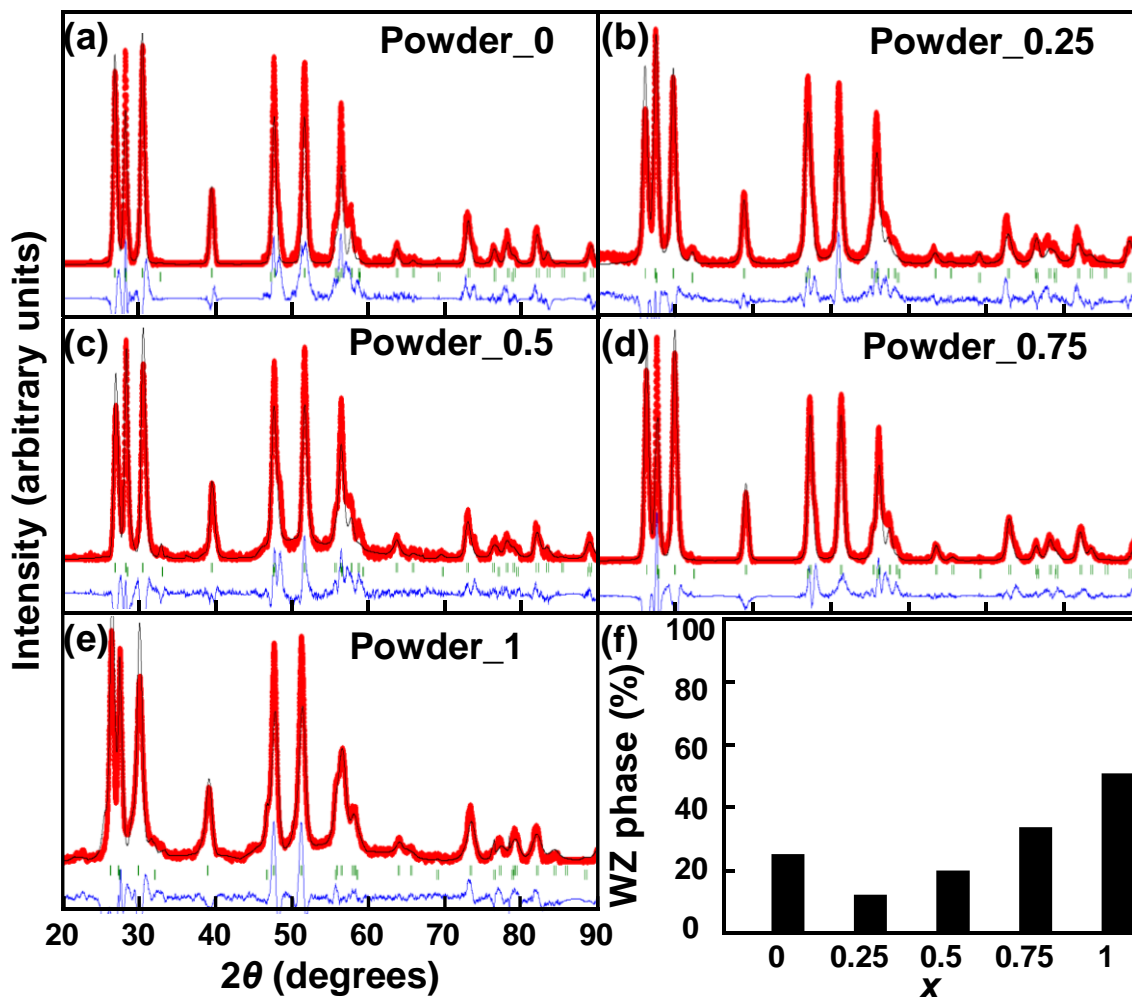 (a) Powder_0
(b) Powder_0.25
(c) Powder_0.5
(d) Powder_0.75
(e) Powder_1
Intensity (arbitrary units)
20 30 40 50 60 70 80 90
2θ (degrees)
(f)
WZ phase (%)
100
80
60
40
20
0
0 0.25 0.5 0.75 1
x